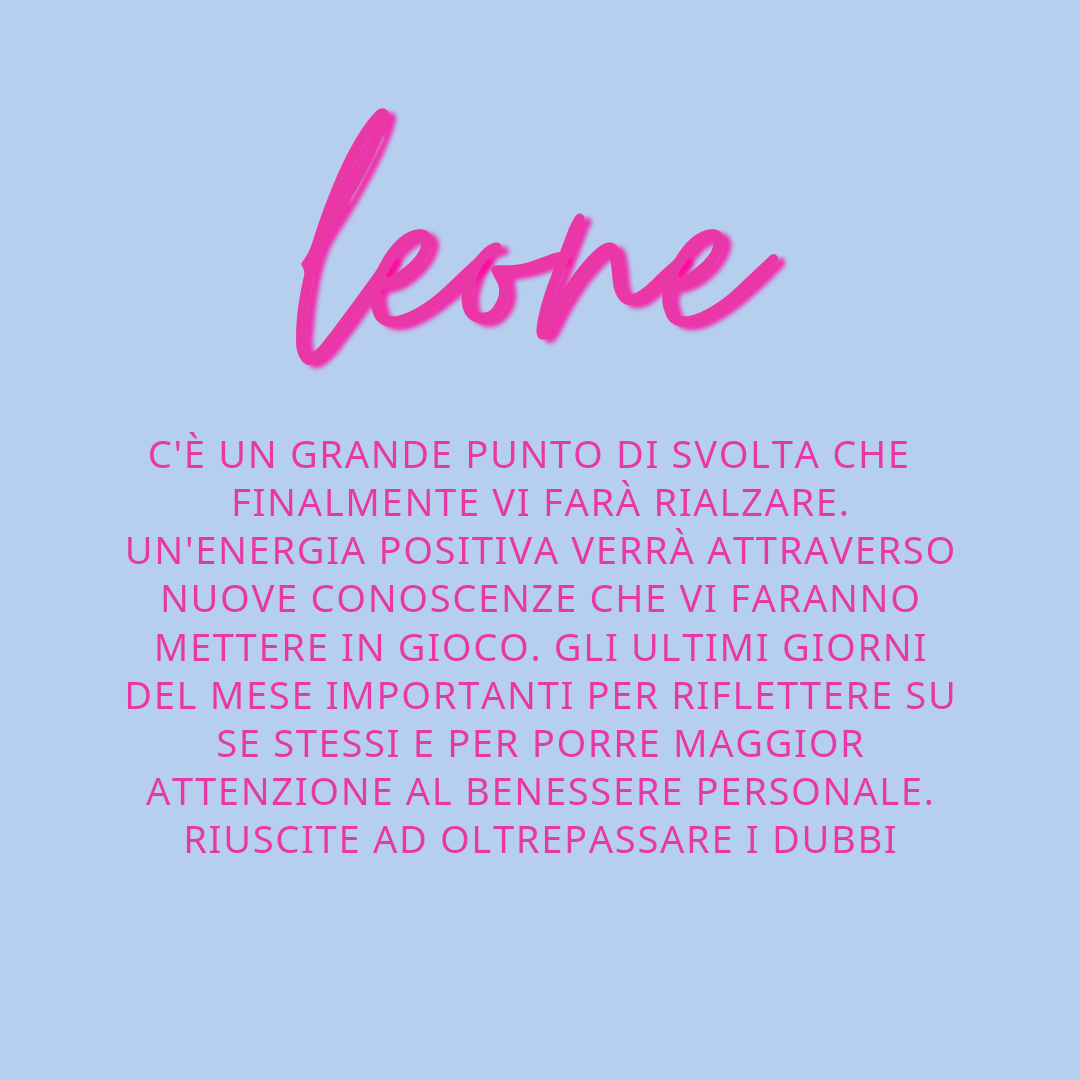 leone
C'È UN GRANDE PUNTO DI SVOLTA CHE
FINALMENTE VI FARÀ RIALZARE.
UN'ENERGIA POSITIVA VERRÀ ATTRAVERSO
NUOVE CONOSCENZE CHE VI FARANNO
METTERE IN GIOCO. GLI ULTIMI GIORNI
DEL MESE IMPORTANTI PER RIFLETTERE SU
SE STESSI E PER PORRE MAGGIOR
ATTENZIONE AL BENESSERE PERSONALE.
RIUSCITE AD OLTREPASSARE I DUBBI